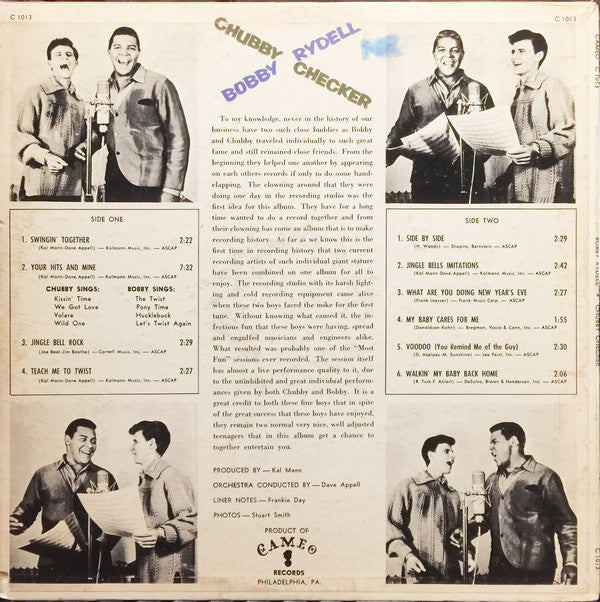 C 1013
C 1013
CHUBBY CHECKER
BOBBY RYDELL
To my knowledge, never in the history of our
business have two such close buddies as Bobby
and Chubby traveled individually to such great
fame and still remained close friends. From the
beginning they helped one another by appearing
on each others records if only to do some hand-
clapping. The clowning around that they were
doing one day in the recording studio was the
first idea for this album. They have for a long
time wanted to do a record together and from
their clowning has come an album that is to make
recording history. As far as we know this is the
first time in recording history that two current
recording artists of such individual giant stature
have been combined on one album for all to
enjoy. The recording studio with its harsh light-
ing and cold recording equipment came alive
when these two boys faced the mike for the first
tune. Without knowing what caused it, the in-
fectious fun that these boys were having, spread
and engulfed musicians and engineers alike.
What resulted was probably one of the "Most
Fun" sessions ever recorded. The session itself
has almost a live performance quality to it, due
to the uninhibited and great individual perform-
ances given by both Chubby and Bobby. It is a
great credit to both these fine boys that in spite
of the great success that these boys have enjoyed,
they remain two normal very nice, well adjusted
teenagers that in this album get a chance to
together entertain you.
PRODUCED BY — Kal Mann
ORCHESTRA CONDUCTED BY — Dave Appell
LINER NOTES — Frankie Day
PHOTOS — Stuart Smith
PRODUCT OF
CAMEO
RECORDS
PHILADELPHIA, PA.
SIDE ONE
1. SWINGIN' TOGETHER 2:22
(Kal Mann-Dave Appell) — Kalmann Music, Inc. — ASCAP
2. YOUR HITS AND MINE 7:32
(Kal Mann-Dave Appell) — Kalmann Music, Inc. — ASCAP
CHUBBY SINGS: BOBBY SINGS:
Kissin' Time The Twist
We Got Love Pony Time
Volare Hucklebuck
Wild One Let's Twist Again
3. JINGLE BELL ROCK 2:29
(Joe Beal-Jim Boothe) — Cornell Music, Inc. — ASCAP
4. TEACH ME TO TWIST 2:27
(Kal Mann-Dave Appell) — Kalmann Music, Inc. — ASCAP
SIDE TWO
1. SIDE BY SIDE 2:29
(H. Woods) — Shapiro, Bernstein — ASCAP
2. JINGLE BELLS IMITATIONS 2:42
(Kal Mann Dave Appell) — Kalmann Music, Inc. — ASCAP
3. WHAT ARE YOU DOING NEW YEAR'S EVE 2:27
(Frank Loesser) — Frank Music Corp. — ASCAP
4. MY BABY CARES FOR ME 1:55
(Donaldson-Kahn) — Bregman, Vocco & Conn, Inc. — ASCAP
5. VOODOO (You Remind Me of the Guy) 2:30
(D. Appleya-M. Sunshine) — Leo Feist, Inc. — ASCAP
6. WALKIN' MY BABY BACK HOME 2:06
(R. Turk-F. Ahlert) — DeSylva, Brown & Henderson, Inc. — ASCAP
CAMEO C 1013
BOBBY RYDELL • CHUBBY CHECKER
C 1013